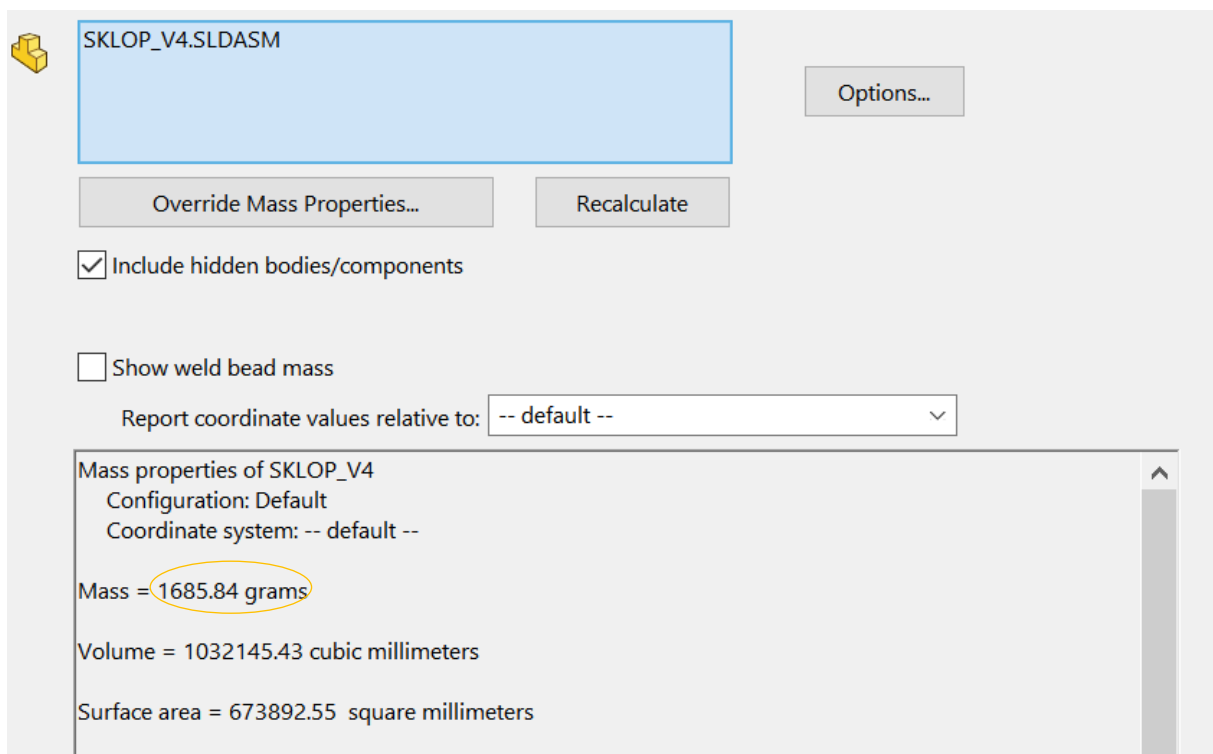 SKLOP_V4.SLDASM
Options...
Override Mass Properties...
Recalculate
Include hidden bodies/components
Show weld bead mass
Report coordinate values relative to:
-- default --
Mass properties of SKLOP_V4
Configuration: Default
Coordinate system: -- default --
Mass = 1685.84 grams
Volume = 1032145.43 cubic millimeters
Surface area = 673892.55 square millimeters